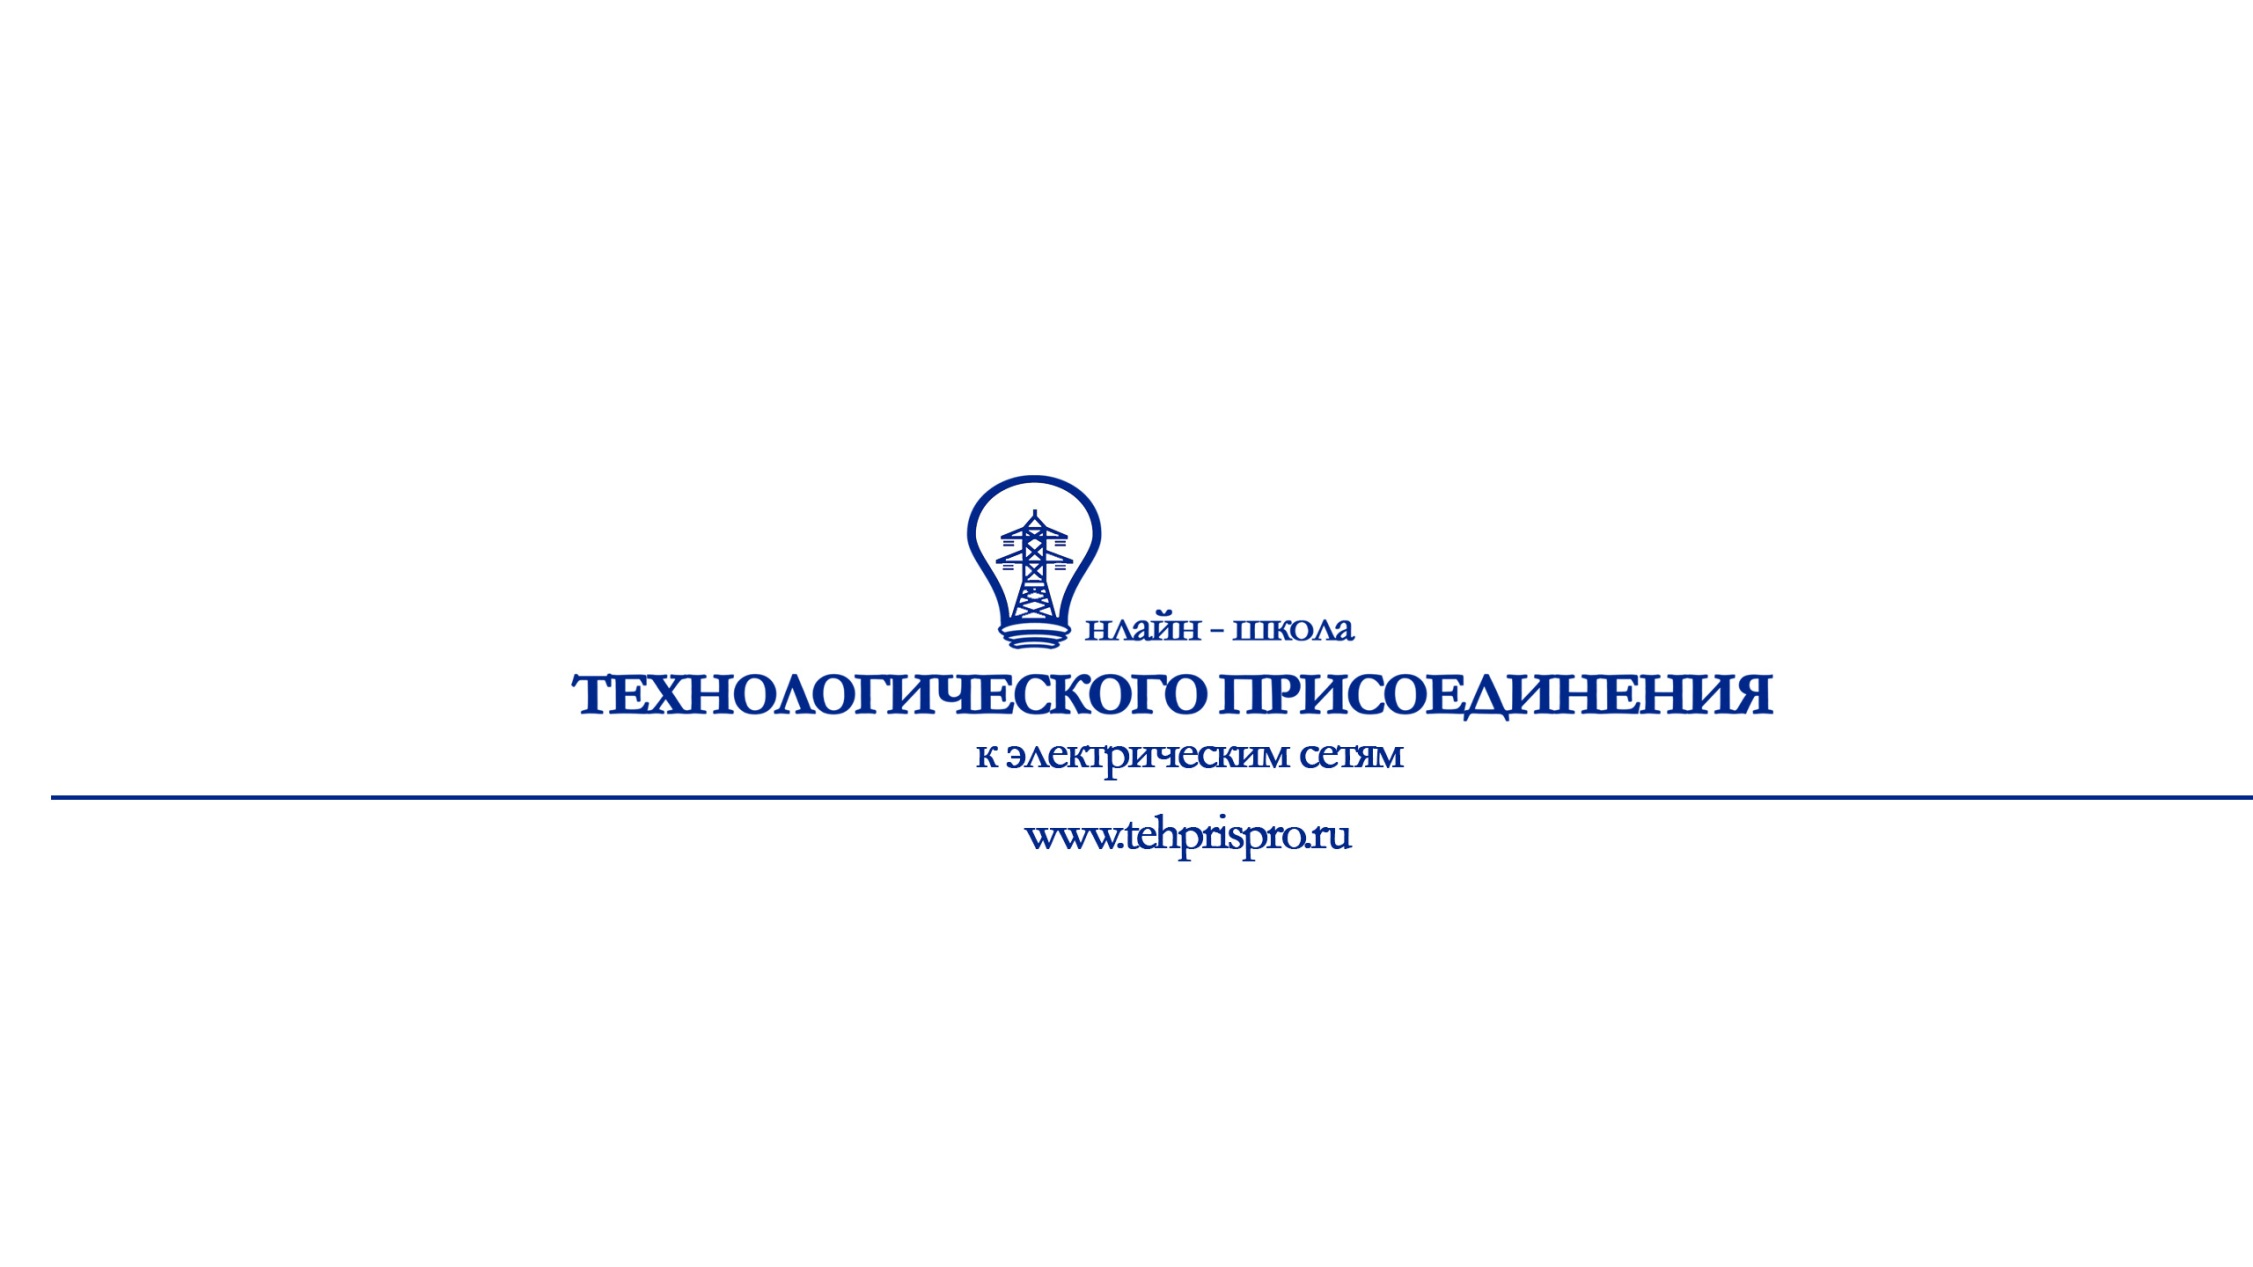 нлайн - школа
ТЕХНОЛОГИЧЕСКОГО ПРИСОЕДИНЕНИЯ
к электрическим сетям
www.tehprispro.ru